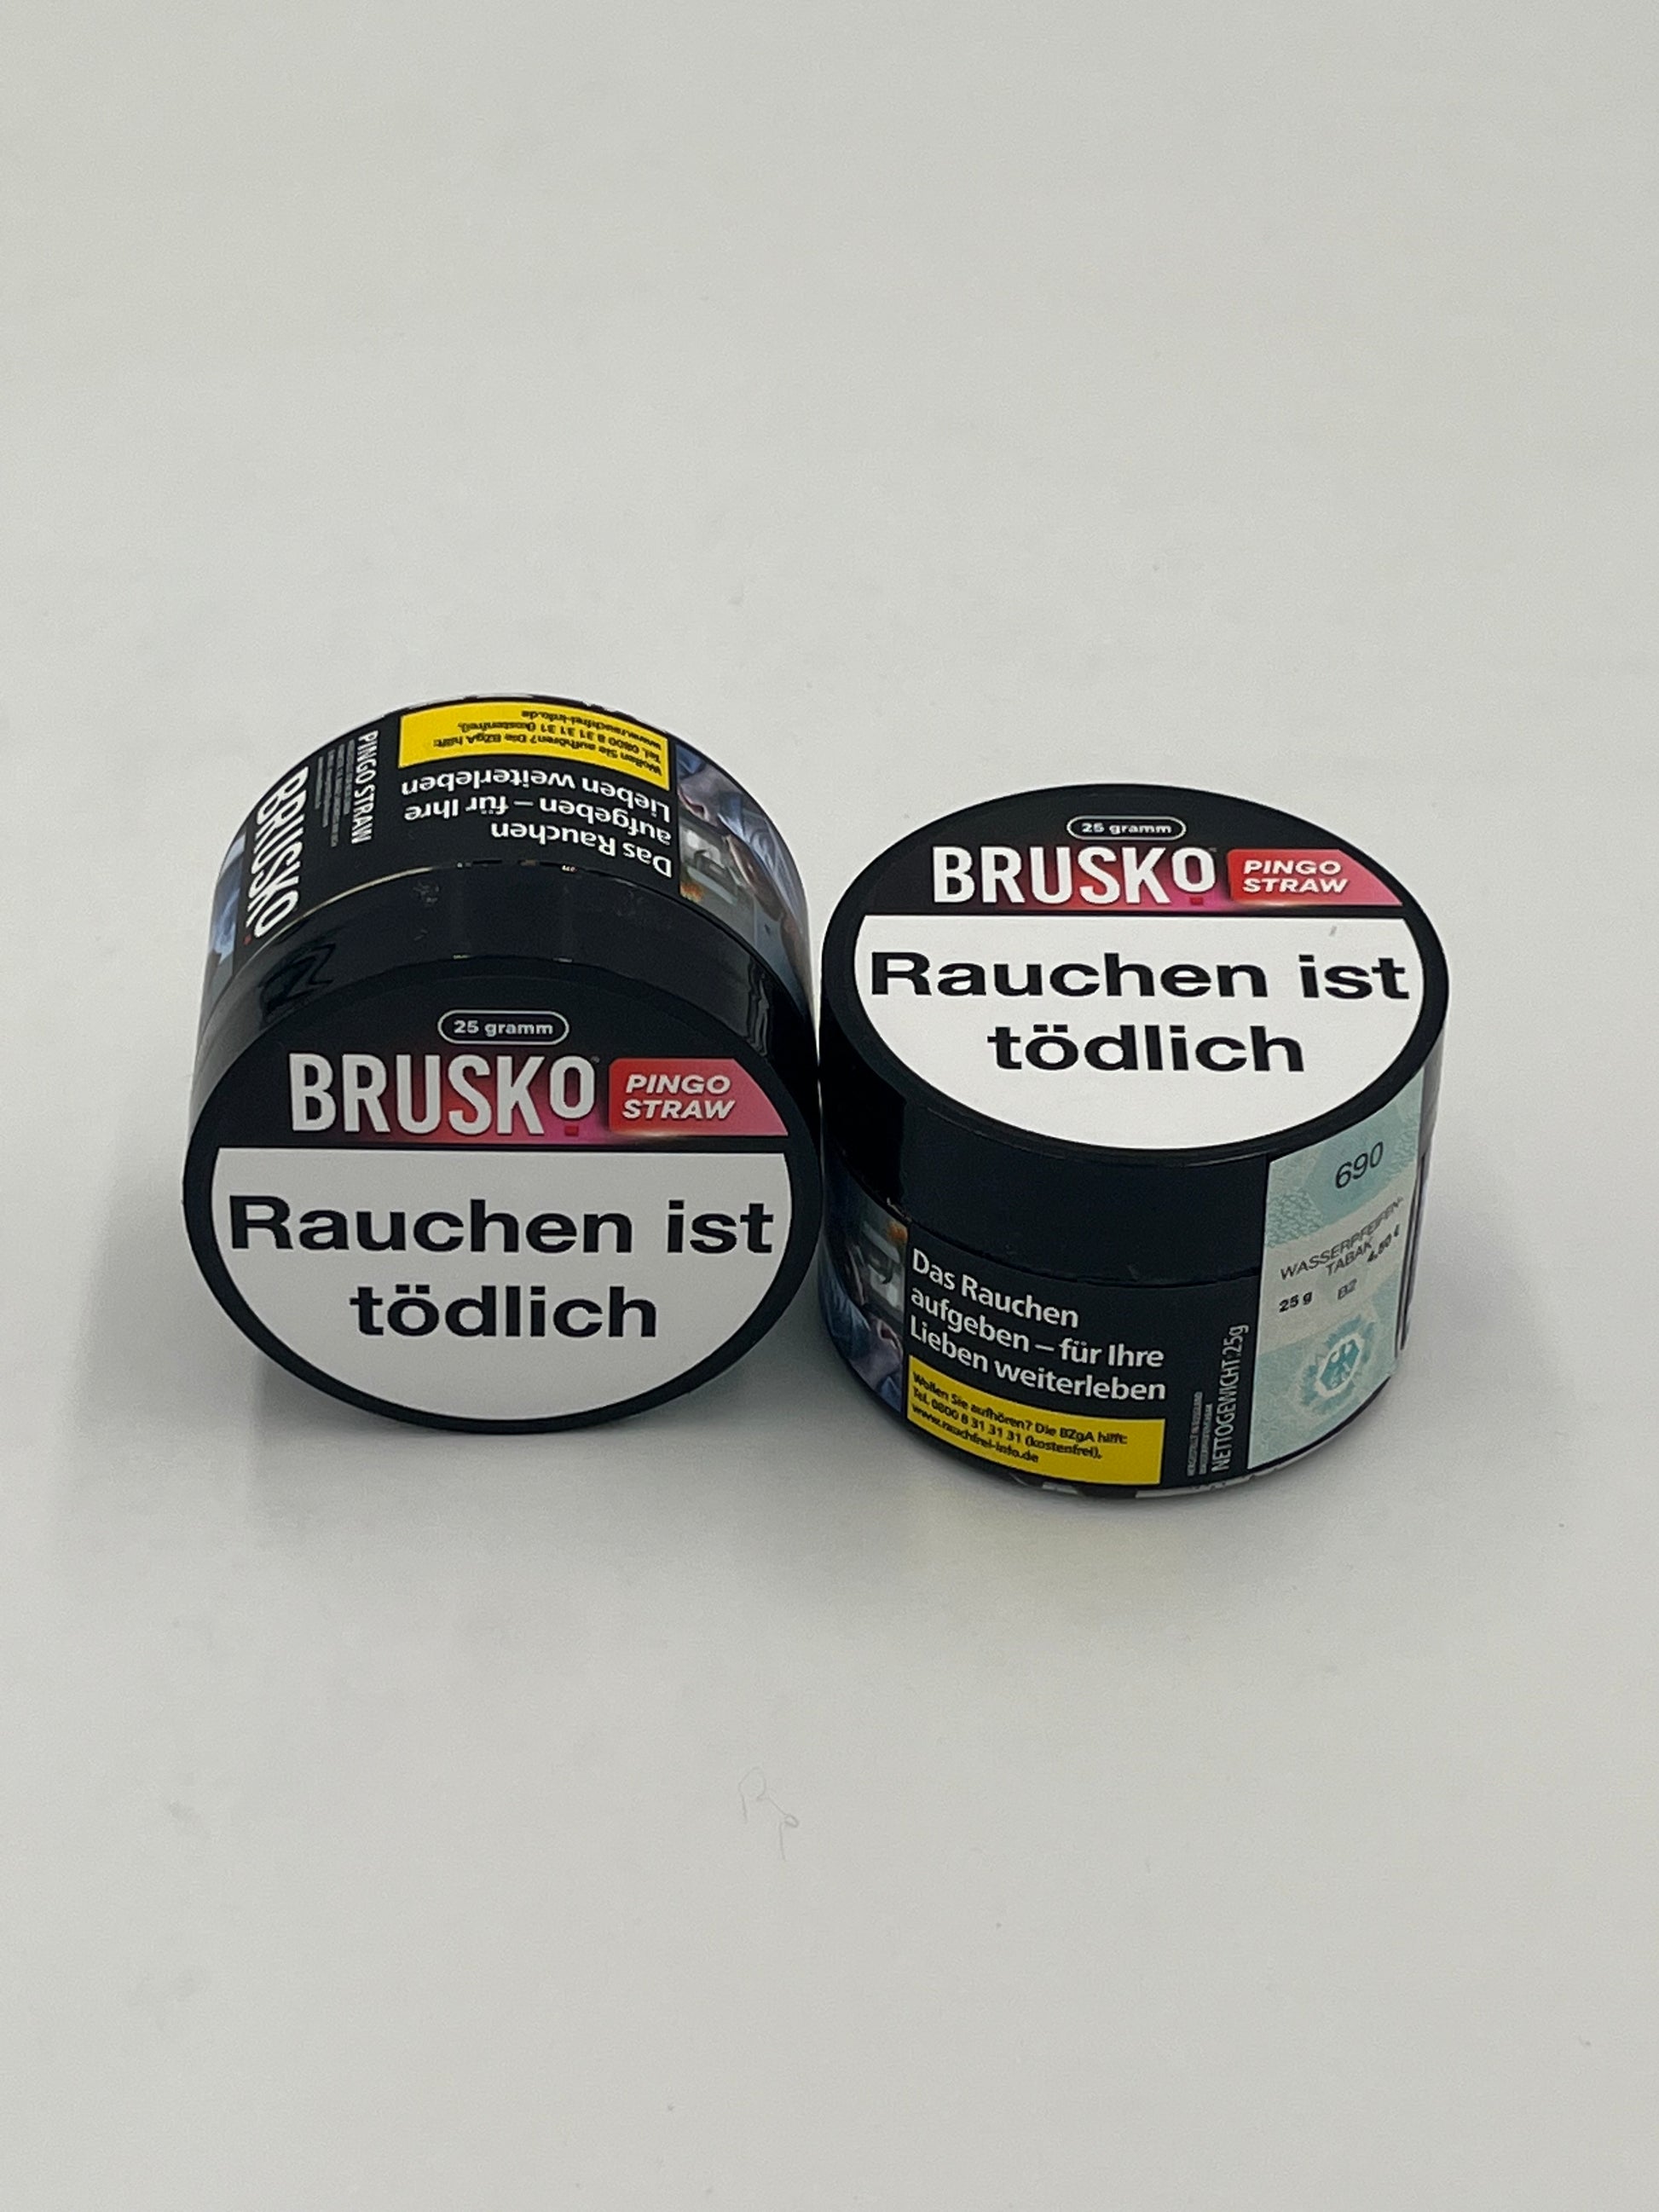 Wollen Sie aufhören? Die BZgA hilft:
Tel. 0800 8 31 31 31 (kostenfrei),
www.rauchfrei-info.de
Das Rauchen
aufgeben – für Ihre
Lieben weiterleben
PINGO STRAW
BRUSKO
25 gramm
BRUSKO
PINGO
STRAW
Rauchen ist
tödlich
25 gramm
BRUSKO
PINGO
STRAW
Rauchen ist
tödlich
Das Rauchen
aufgeben – für Ihre
Lieben weiterleben
Wollen Sie aufhören? Die BZgA hilft:
Tel. 0800 8 31 31 31 (kostenfrei),
www.rauchfrei-info.de
NETTOGEWICHT:25g
690
WASSERPFEIFEN-
TABAK 4,50 €
25 g B2